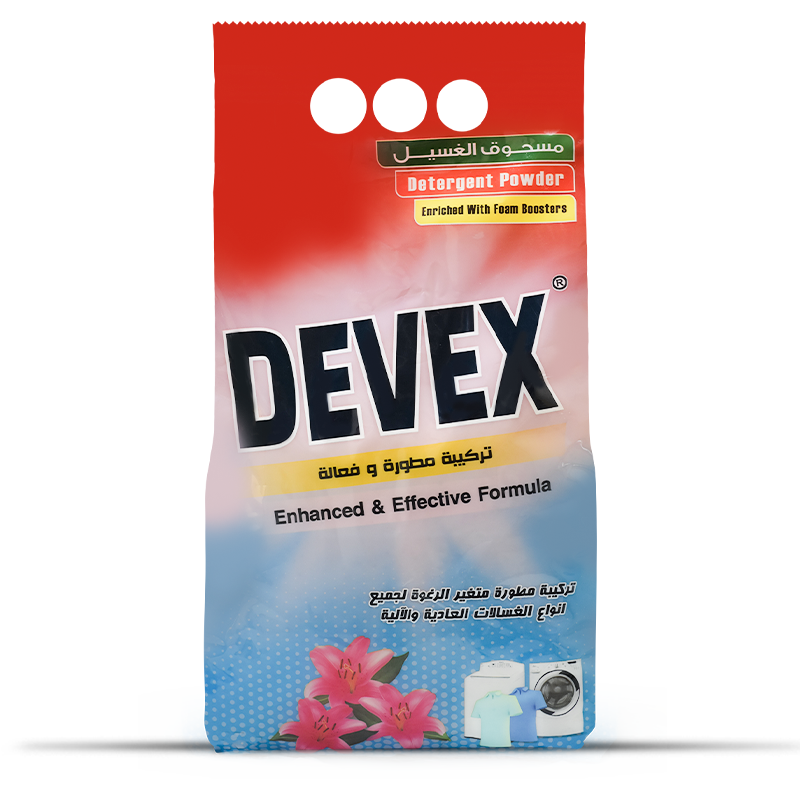 مسحوق الغسيل
Detergent Powder
Enriched With Foam Boosters
DEVEX®
تركيبة مطورة و فعالة
Enhanced & Effective Formula
تركيبة مطورة متغير الرغوة لجميع
انواع الغسالات العادية والآلية